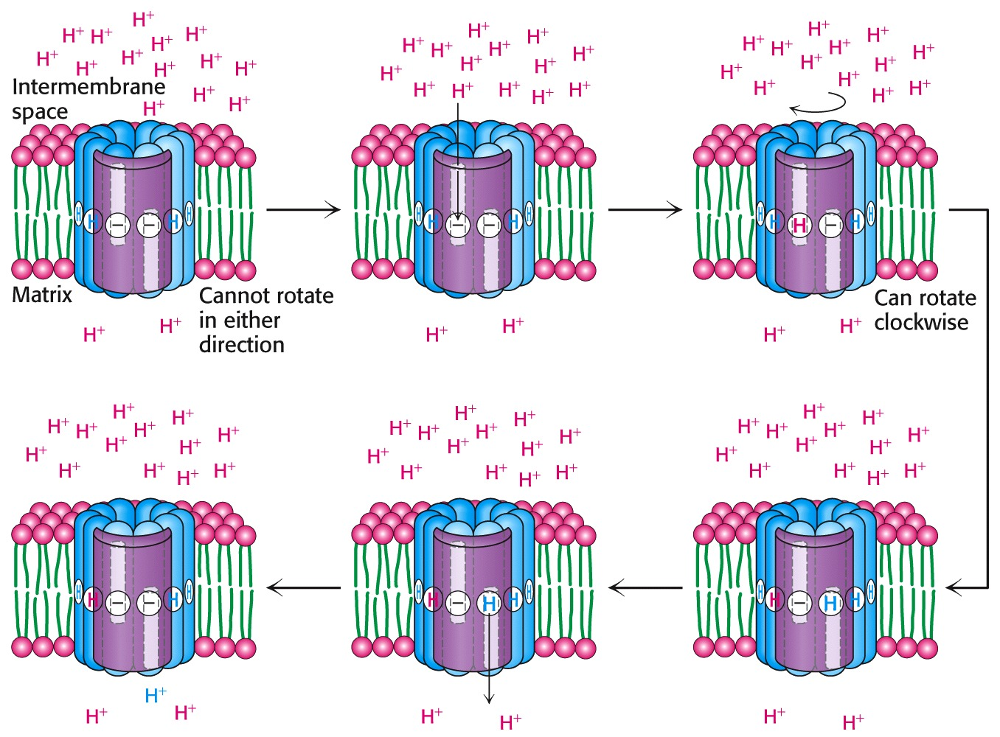 H⁺
H⁺ H⁺ H⁺
H⁺
H⁺ H⁺ H⁺
H⁺ H⁺ H⁺
Intermembrane
space
H⁺ H⁺
H⁺
H H − − H H
Matrix
H⁺ H⁺
Cannot rotate
in either
direction
H⁺ H⁺
H⁺ H⁺ H⁺ H⁺
H⁺ H⁺
H⁺
H⁺ H⁺ H⁺ H⁺ H⁺
H H − − H H
H⁺ H⁺
H⁺ H⁺
H⁺ H⁺ H⁺ H⁺
H⁺ H⁺
H⁺ H⁺
H⁺ H⁺ H⁺
H H H − H H
Can rotate
clockwise
H⁺ H⁺
H⁺ H⁺
H⁺ H⁺ H⁺ H⁺
H⁺ H⁺
H⁺
H⁺ H⁺ H⁺ H⁺
H H − − H H
H⁺
H⁺ H⁺
H⁺ H⁺
H⁺ H⁺ H⁺ H⁺
H⁺ H⁺
H⁺
H⁺ H⁺ H⁺ H⁺
H H − H H H
H⁺ H⁺
H⁺ H⁺
H⁺ H⁺ H⁺ H⁺
H⁺ H⁺
H⁺
H⁺ H⁺ H⁺ H⁺
H H − H H H
H⁺ H⁺